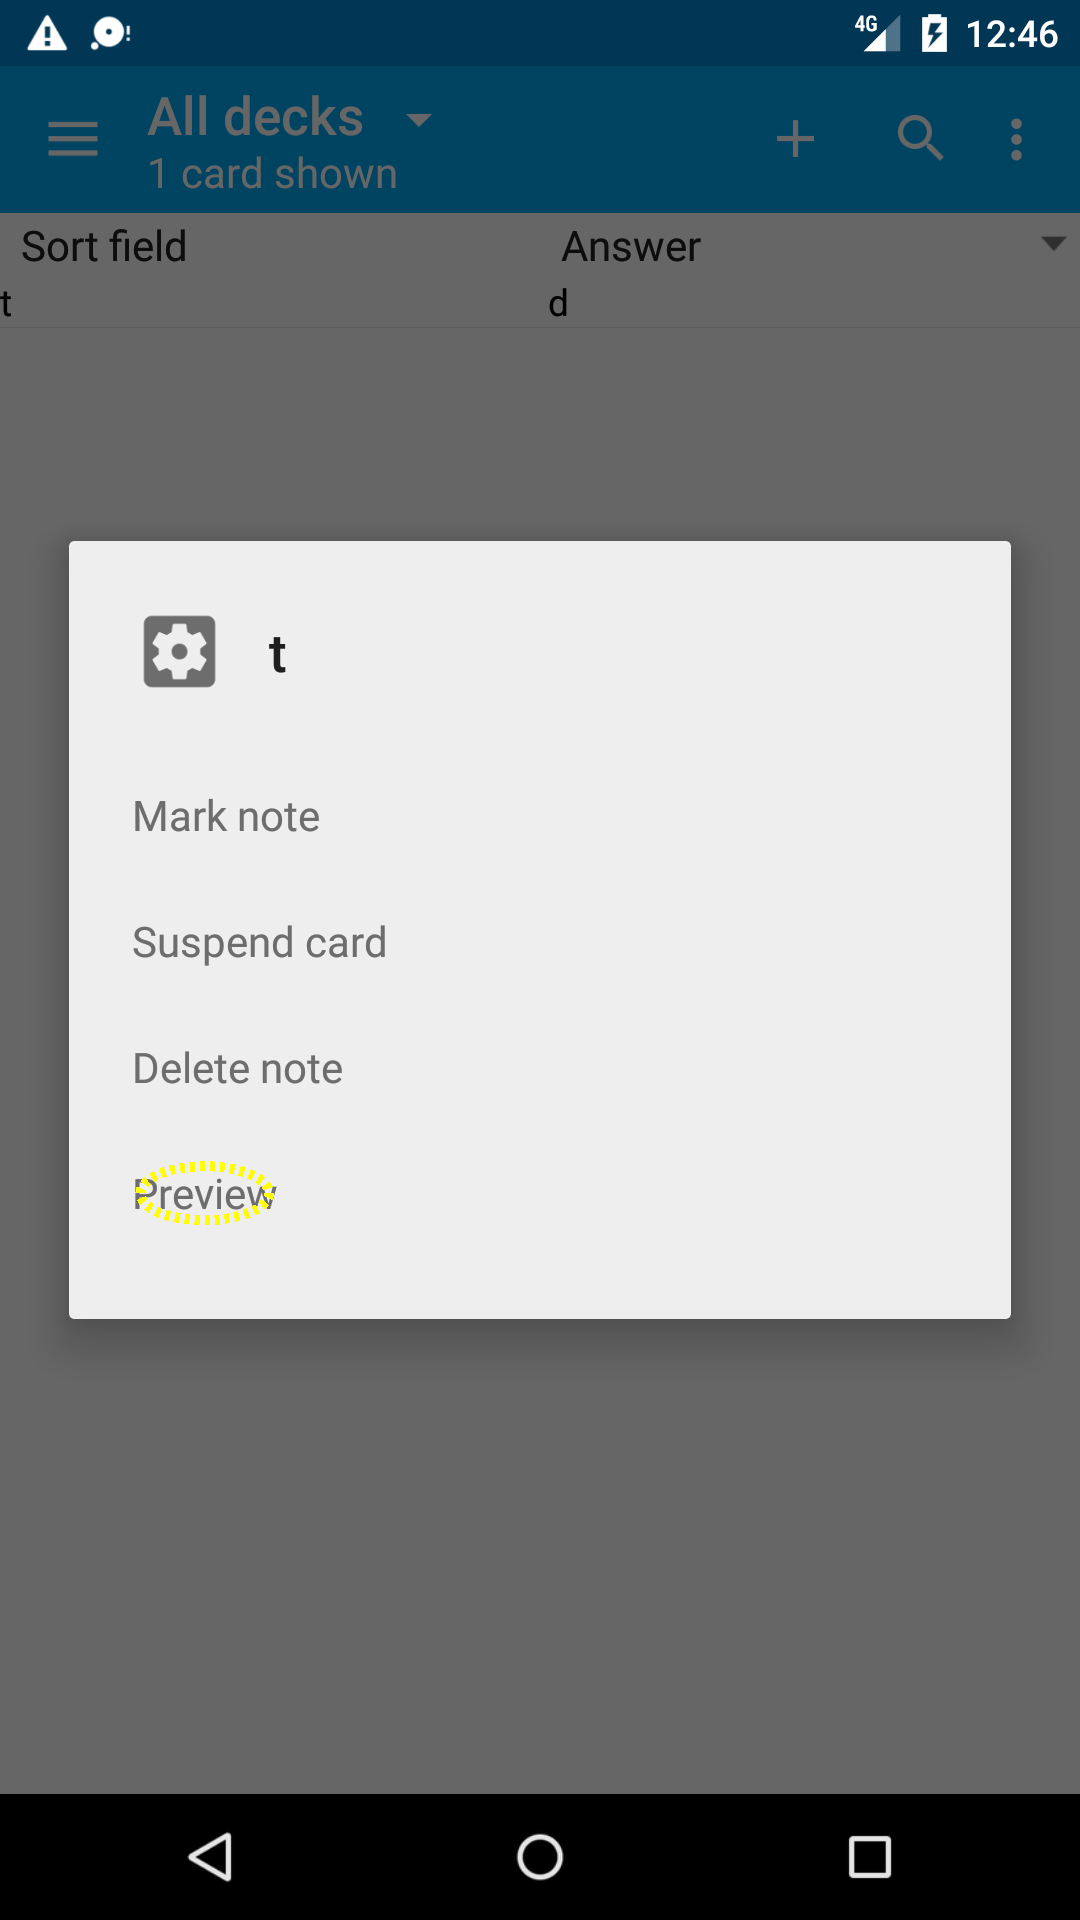 4G 12:46
All decks
1 card shown
Sort field Answer
t d
t
Mark note
Suspend card
Delete note
Preview